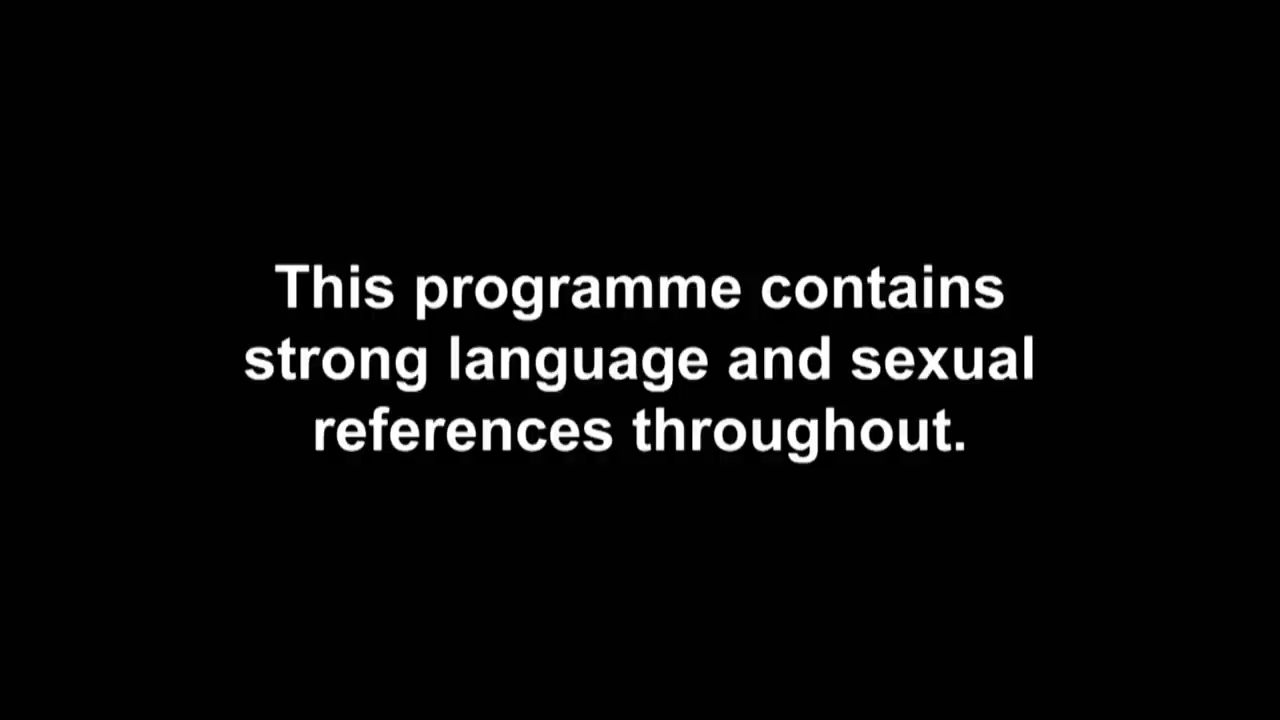 This programme contains
strong language and sexual
references throughout.